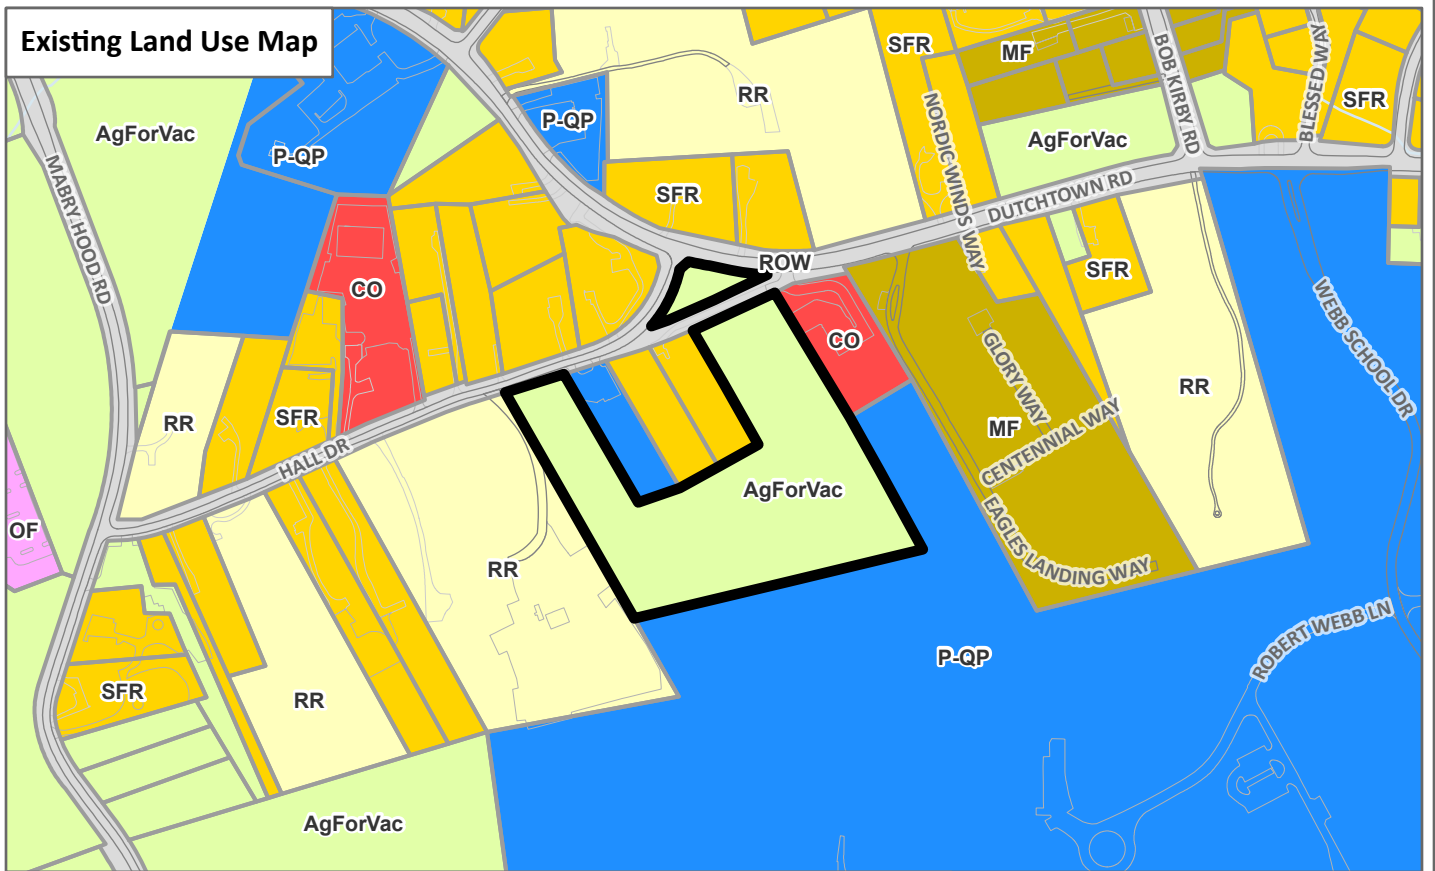 Existing Land Use Map
SFR
MF
BOB KIRBY RD
BLESSED WAY
SFR
RR
NORDIC WINDS WAY
P-QP
AgForVac
AgForVac
P-QP
MABRY HOOD RD
SFR
DUTCHTOWN RD
ROW
SFR
CO
WEBB SCHOOL DR
CO
GLORY WAY
RR
RR
SFR
MF
CENTENNIAL WAY
HALL DR
AgForVac
OF
EAGLES LANDING WAY
RR
ROBERT WEBB LN
P-QP
SFR
RR
AgForVac